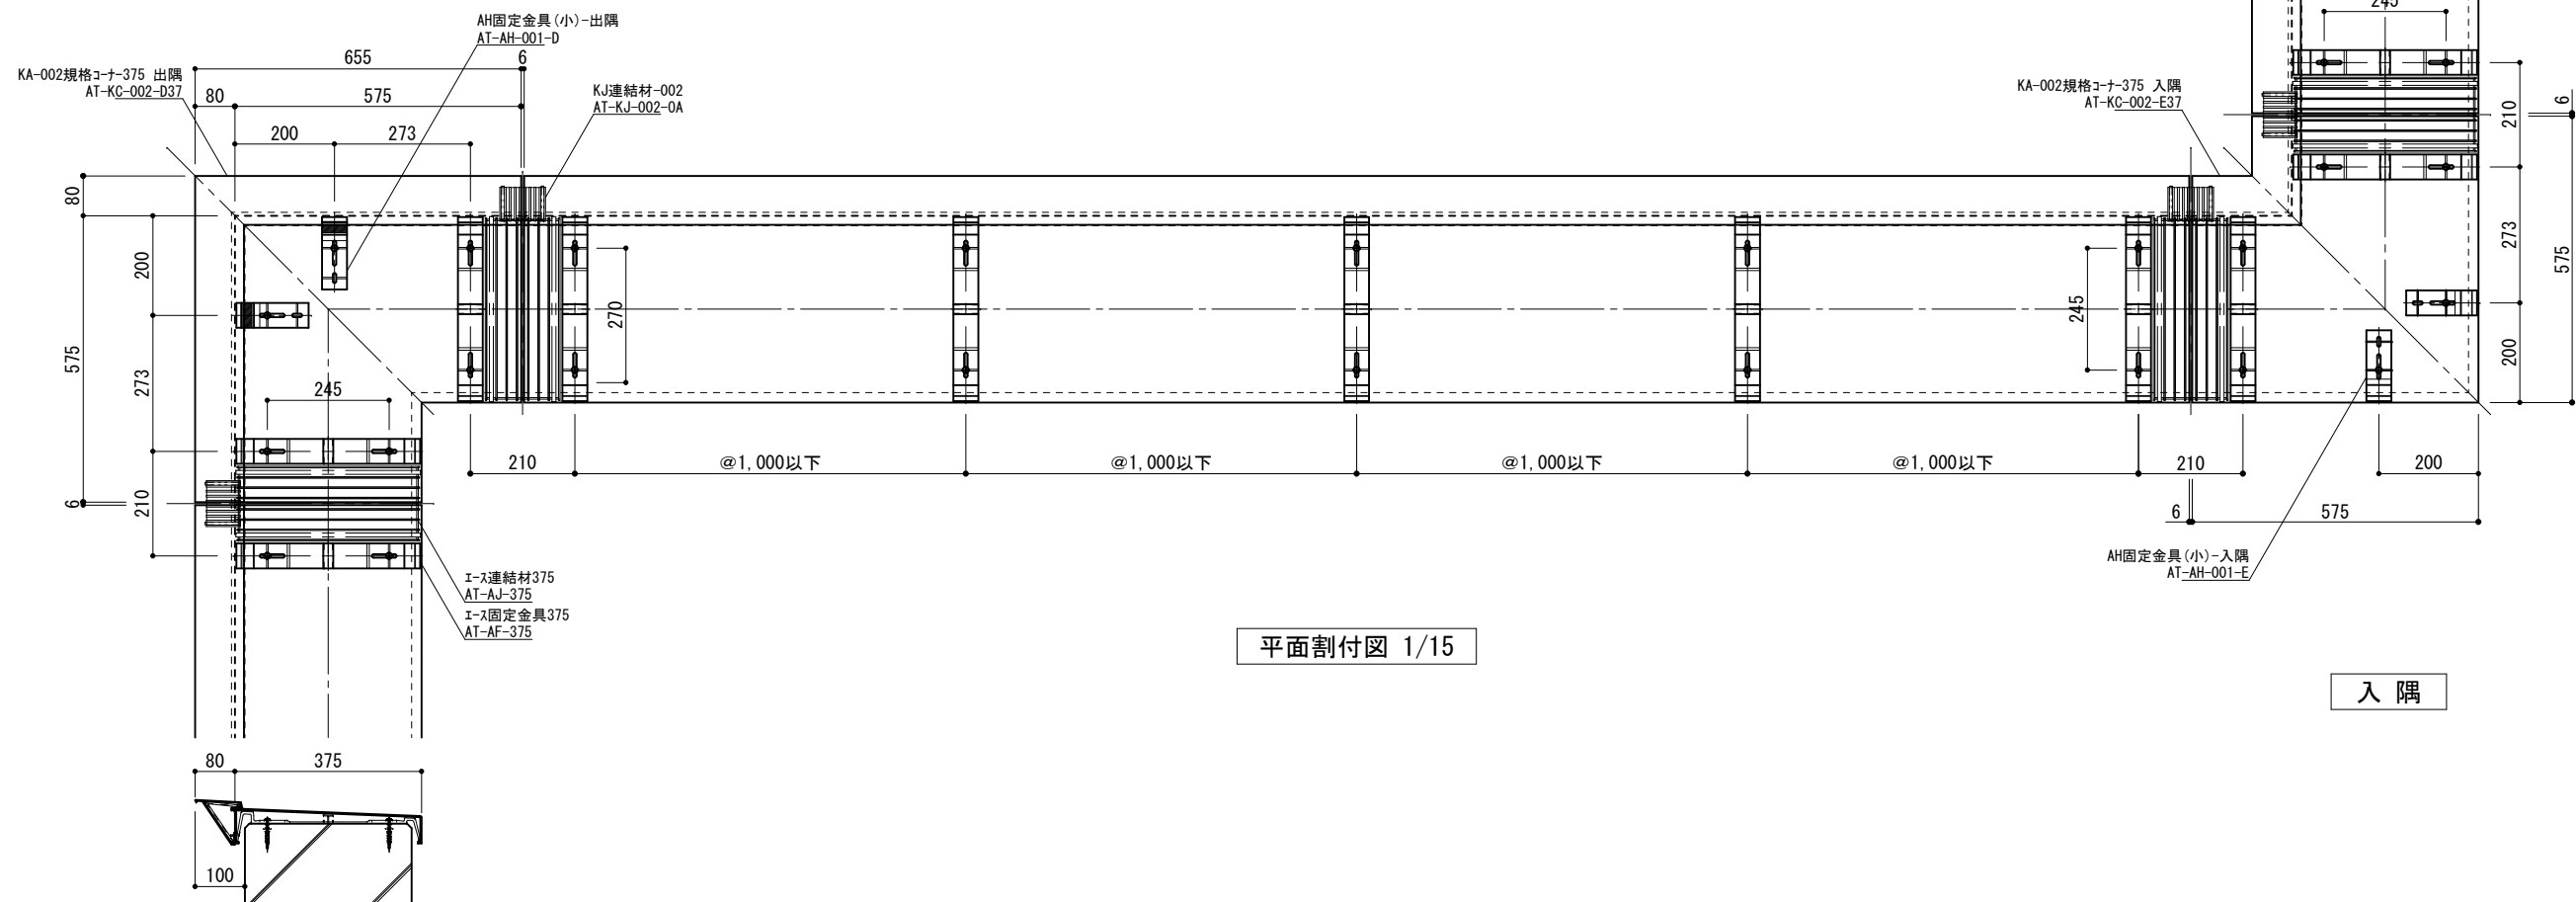 AH固定金具(小)-出隅
AT-AH-001-D
245
655
6
KA-002規格ｺｰﾅｰ375 出隅
AT-KC-002-D37
KJ連結材-002
AT-KJ-002-0A
KA-002規格ｺｰﾅｰ375 入隅
AT-KC-002-E37
80
575
200
273
6
210
80
200
273
575
575
270
245
273
200
245
210
@1,000以下
@1,000以下
@1,000以下
@1,000以下
210
200
6
210
6
575
AH固定金具(小)-入隅
AT-AH-001-E
ｴｰｽ連結材375
AT-AJ-375
ｴｰｽ固定金具375
AT-AF-375
平面割付図 1/15
入 隅
80
375
100